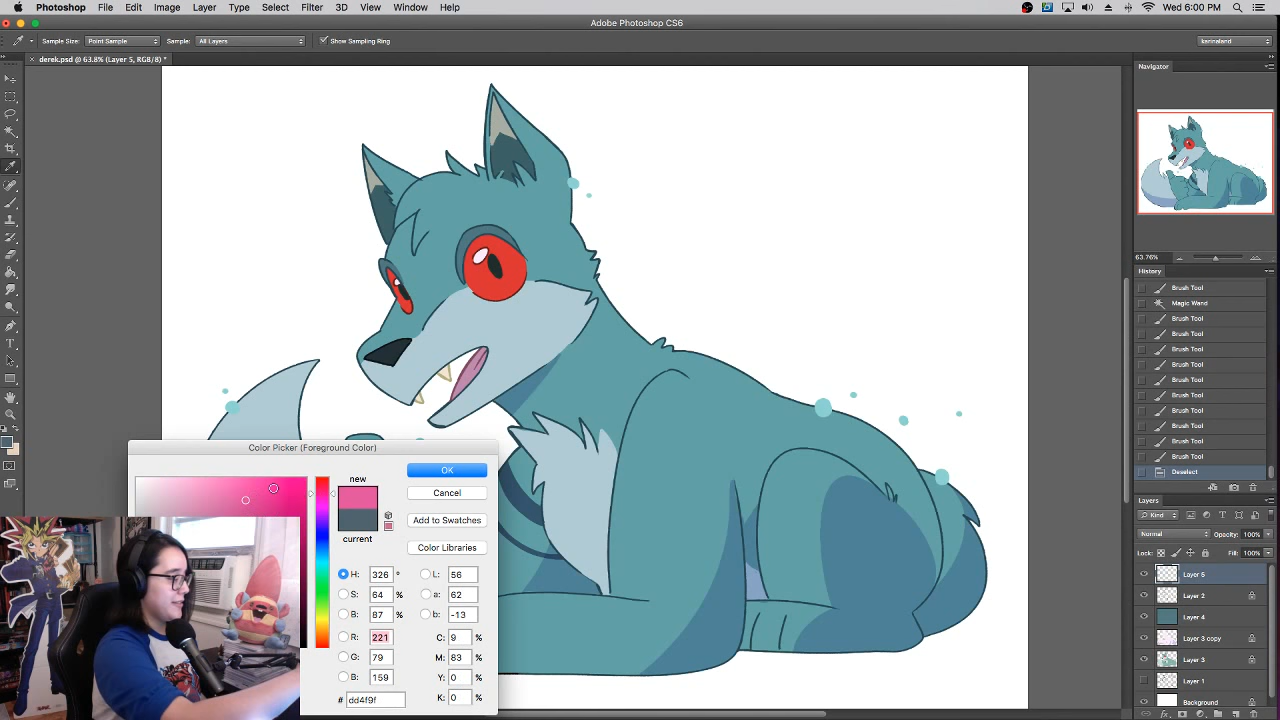 Photoshop File Edit Image Layer Type Select Filter 3D View Window Help Wed 6:00 PM
Adobe Photoshop CS6
Sample Size: Point Sample Sample: All Layers Show Sampling Ring karinaland
derek.psd @ 63.8% (Layer 5, RGB/8) *
Navigator
63.76%
History
Brush Tool
Magic Wand
Brush Tool
Brush Tool
Brush Tool
Brush Tool
Brush Tool
Brush Tool
Brush Tool
Brush Tool
Brush Tool
Brush Tool
Deselect
Layers
Kind
Normal Opacity: 100%
Lock: Fill: 100%
Layer 5
Layer 2
Layer 4
Layer 3 copy
Layer 3
Layer 1
Background
Color Picker (Foreground Color)
new
current
OK
Cancel
Add to Swatches
Color Libraries
H: 326 ° L: 56
S: 64 % a: 62
B: 87 % b: -13
R: 221 C: 9 %
G: 79 M: 83 %
B: 159 Y: 0 %
# dd4f9f K: 0 %